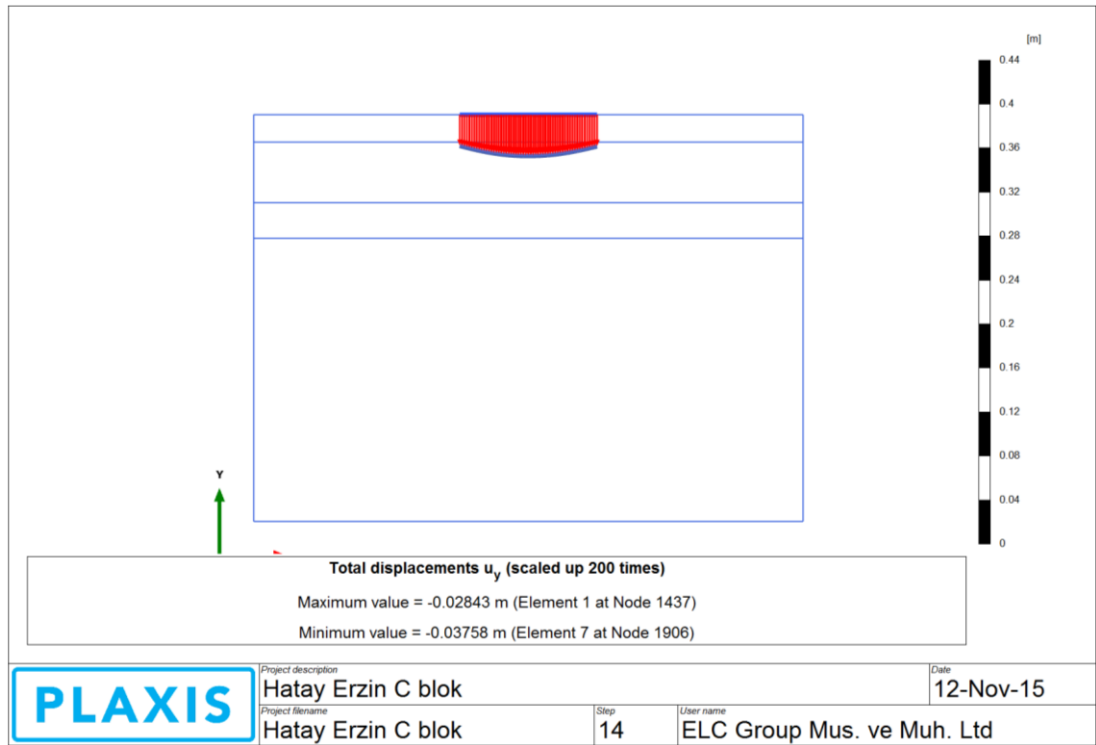 [m]
0.44
0.4
0.36
0.32
0.28
0.24
0.2
0.16
0.12
0.08
0.04
0
Y
Total displacements uy (scaled up 200 times)
Maximum value = -0.02843 m (Element 1 at Node 1437)
Minimum value = -0.03758 m (Element 7 at Node 1906)
PLAXIS
Project description
Hatay Erzin C blok
Date
12-Nov-15
Project filename
Hatay Erzin C blok
Step
14
User name
ELC Group Mus. ve Muh. Ltd